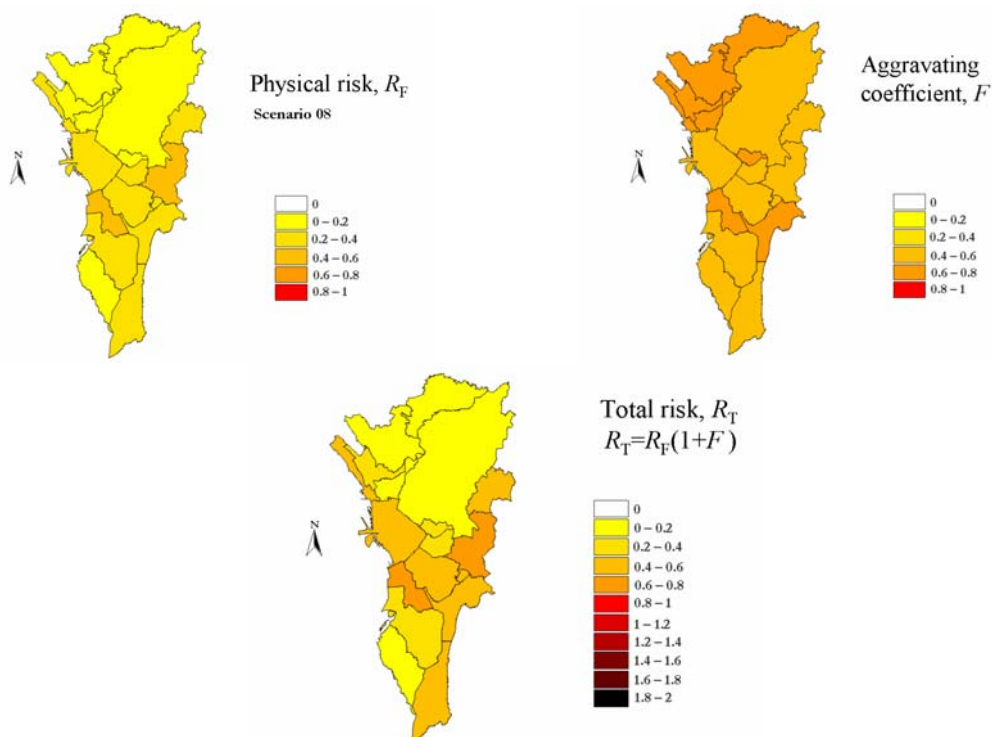 Physical risk, R_F
Scenario 08
N
0
0 – 0.2
0.2 – 0.4
0.4 – 0.6
0.6 – 0.8
0.8 – 1
Aggravating
coefficient, F
N
0
0 – 0.2
0.2 – 0.4
0.4 – 0.6
0.6 – 0.8
0.8 – 1
Total risk, R_T
R_T=R_F(1+F )
N
0
0 – 0.2
0.2 – 0.4
0.4 – 0.6
0.6 – 0.8
0.8 – 1
1 – 1.2
1.2 – 1.4
1.4 – 1.6
1.6 – 1.8
1.8 – 2